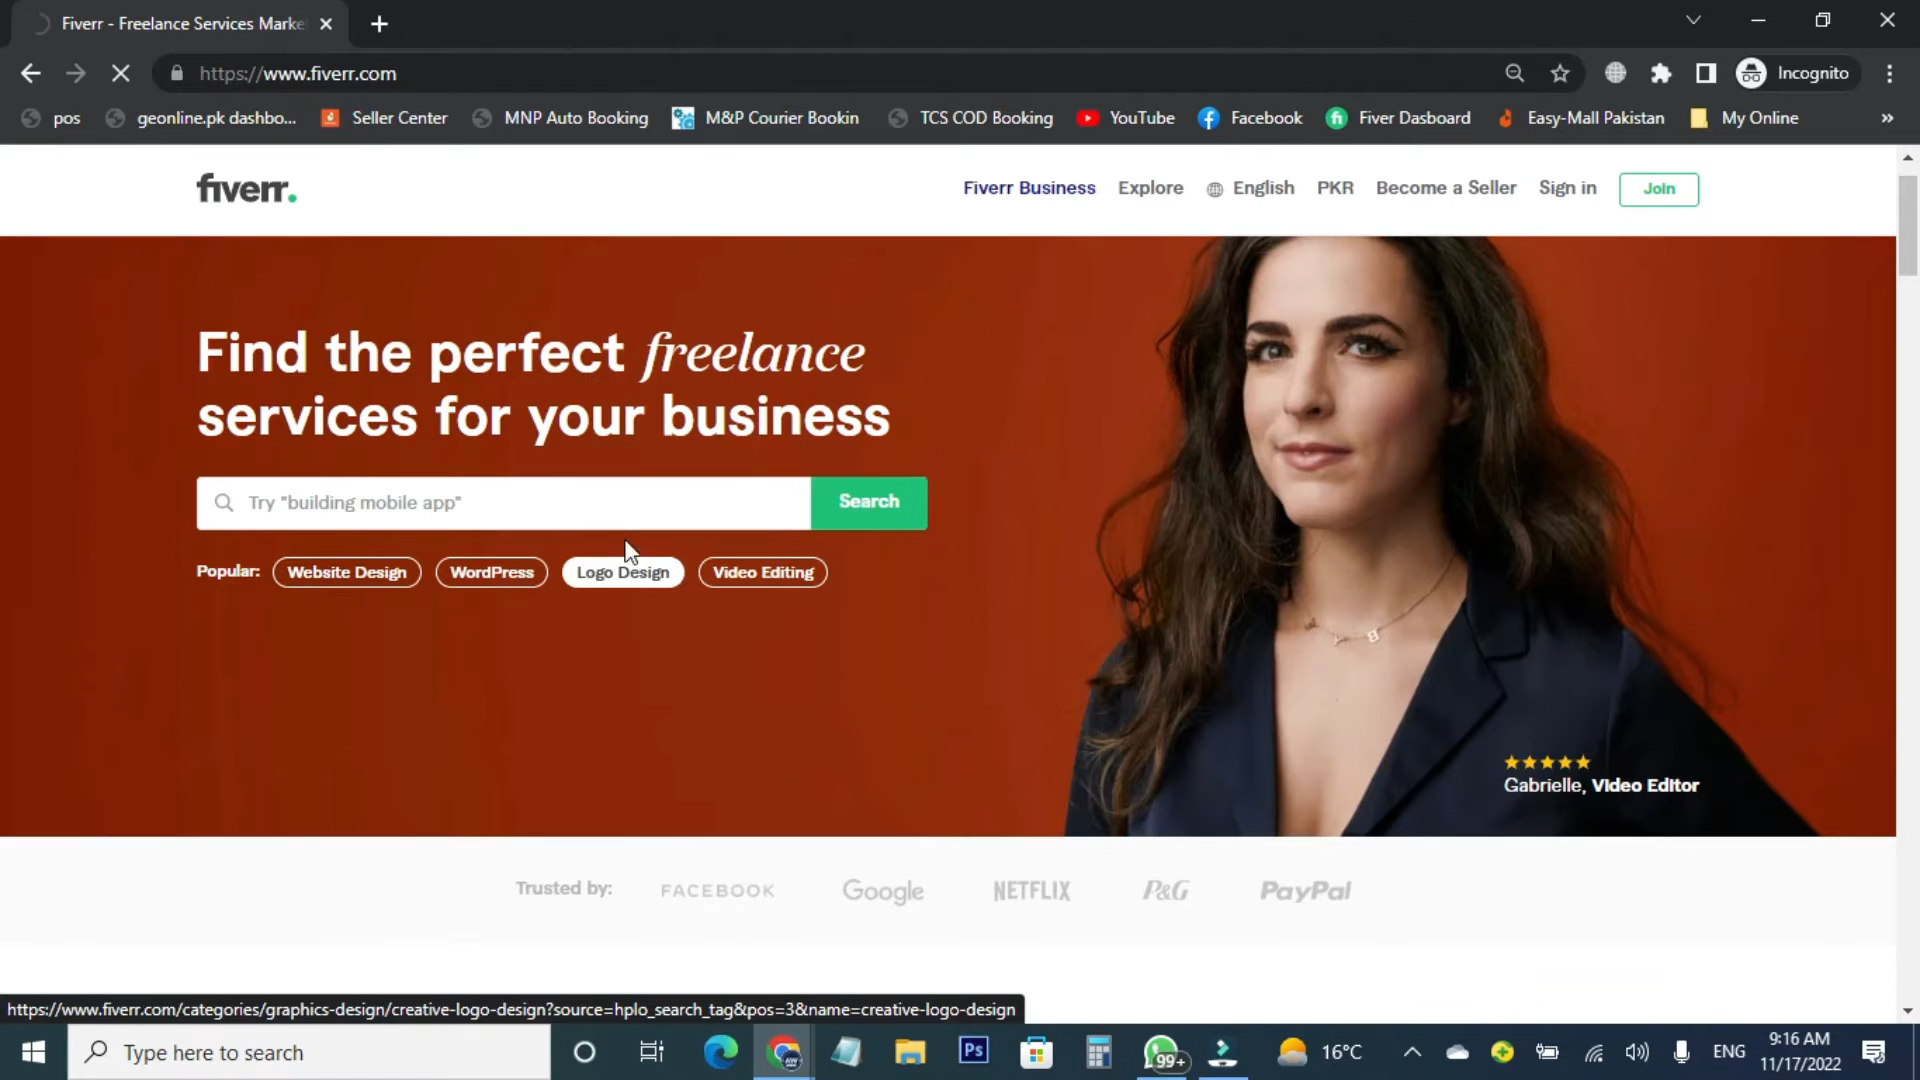 Fiverr - Freelance Services Marke
https://www.fiverr.com
Incognito
pos
geonline.pk dashbo...
Seller Center
MNP Auto Booking
M&P Courier Bookin
TCS COD Booking
YouTube
Facebook
Fiver Dasboard
Easy-Mall Pakistan
My Online
»
fiverr.
Fiverr Business
Explore
English
PKR
Become a Seller
Sign in
Join
Find the perfect freelance
services for your business
Try "building mobile app"
Search
Popular:
Website Design
WordPress
Logo Design
Video Editing
★★★★★
Gabrielle, Video Editor
Trusted by:
FACEBOOK
Google
NETFLIX
P&G
PayPal
https://www.fiverr.com/categories/graphics-design/creative-logo-design?source=hplo_search_tag&pos=3&name=creative-logo-design
Type here to search
Ps
99+
16°C
ENG
9:16 AM
11/17/2022